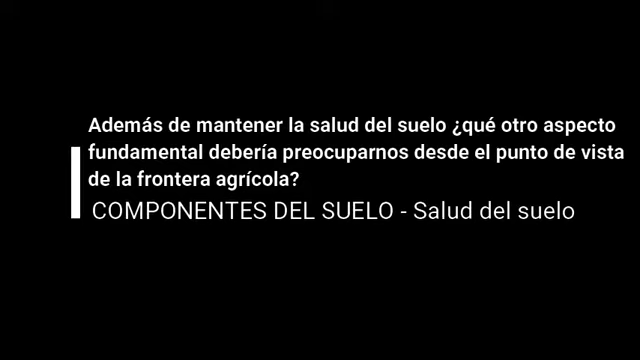 Además de mantener la salud del suelo ¿qué otro aspecto
fundamental debería preocuparnos desde el punto de vista
de la frontera agrícola?
COMPONENTES DEL SUELO - Salud del suelo